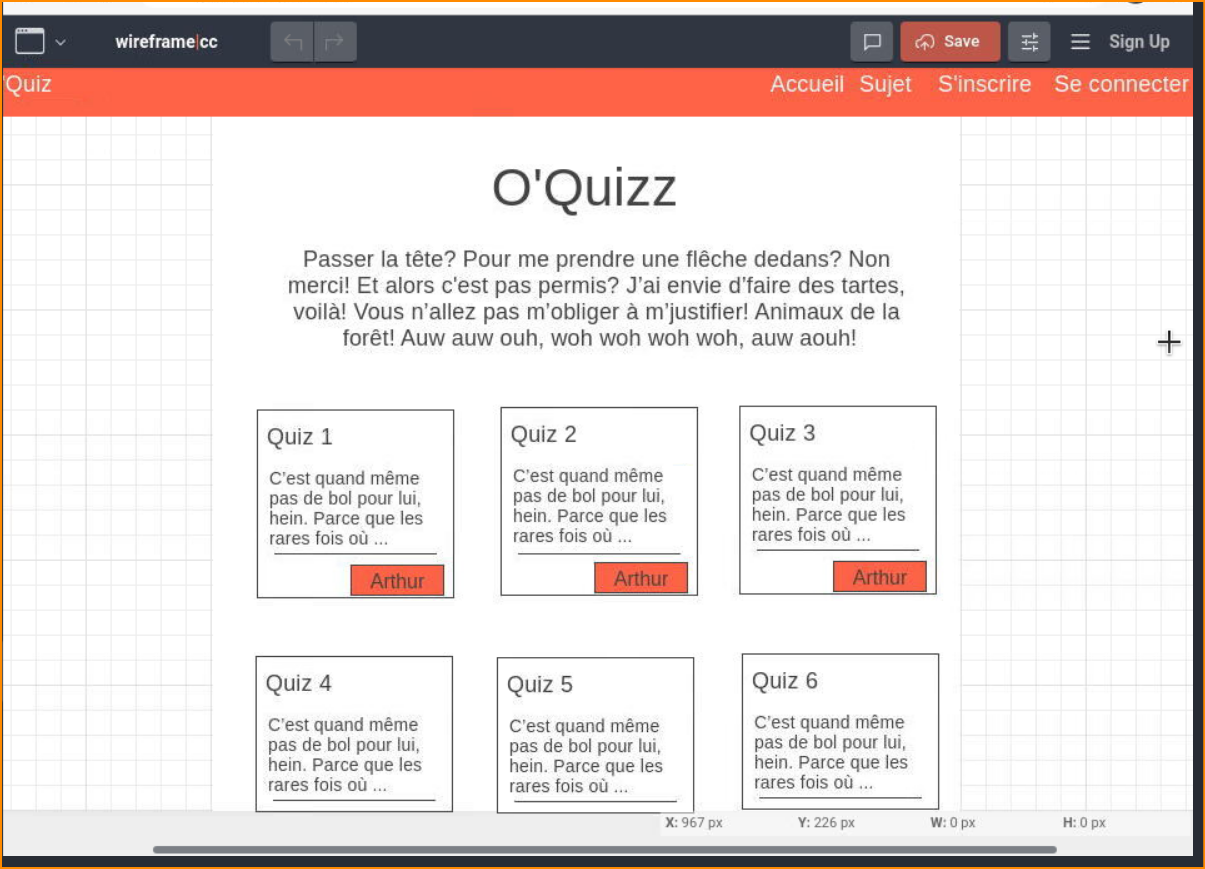 wireframe|cc Save Sign Up
'Quiz Accueil Sujet S'inscrire Se connecter
O'Quizz
Passer la tête? Pour me prendre une flêche dedans? Non
merci! Et alors c'est pas permis? J’ai envie d’faire des tartes,
voilà! Vous n’allez pas m’obliger à m’justifier! Animaux de la
forêt! Auw auw ouh, woh woh woh woh, auw aouh!
Quiz 1
C’est quand même
pas de bol pour lui,
hein. Parce que les
rares fois où ...
Arthur
Quiz 2
C’est quand même
pas de bol pour lui,
hein. Parce que les
rares fois où ...
Arthur
Quiz 3
C’est quand même
pas de bol pour lui,
hein. Parce que les
rares fois où ...
Arthur
Quiz 4
C’est quand même
pas de bol pour lui,
hein. Parce que les
rares fois où ...
Quiz 5
C’est quand même
pas de bol pour lui,
hein. Parce que les
rares fois où ...
Quiz 6
C’est quand même
pas de bol pour lui,
hein. Parce que les
rares fois où ...
X: 967 px Y: 226 px W: 0 px H: 0 px